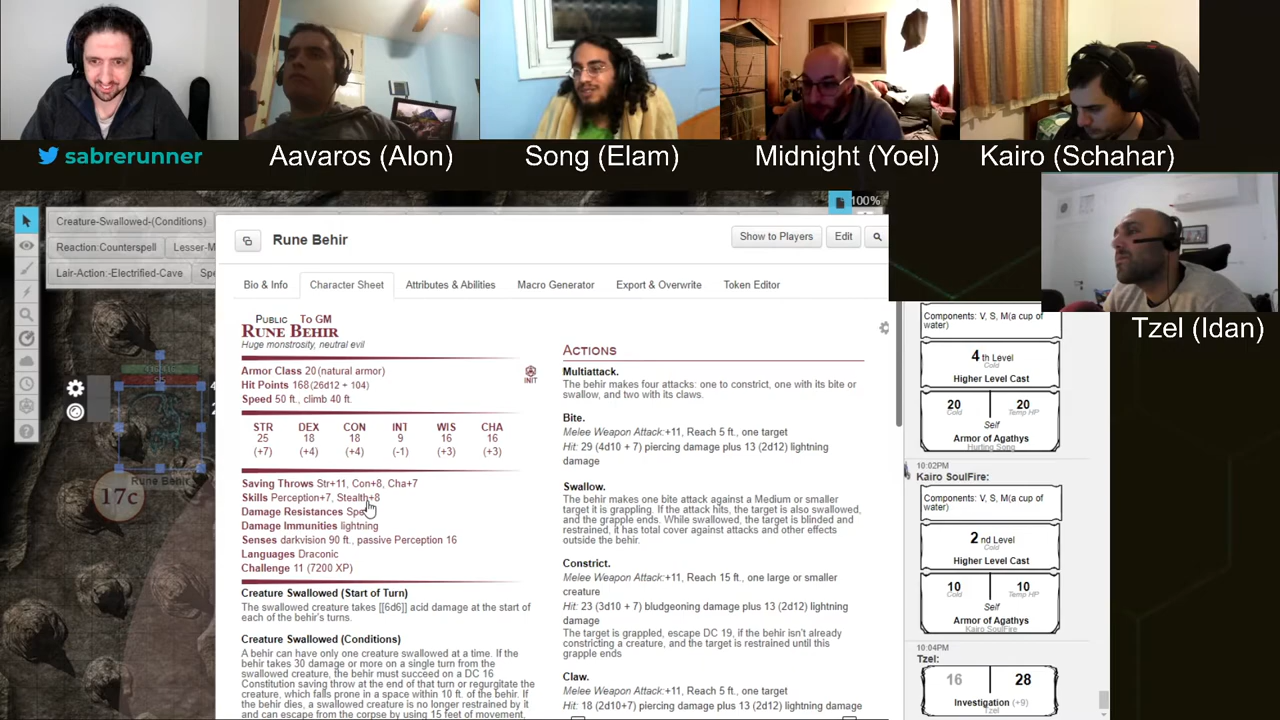 sabrerunner
Aavaros (Alon)
Song (Elam)
Midnight (Yoel)
Kairo (Schahar)
Tzel (Idan)
100%
Creature-Swallowed-(Conditions)
Reaction:Counterspell
Lesser-M
Lair-Action:-Electrified-Cave
Spe
Rune Behir
17c
Rune Behir
Show to Players
Edit
Bio & Info
Character Sheet
Attributes & Abilities
Macro Generator
Export & Overwrite
Token Editor
Public To GM
Rune Behir
Huge monstrosity, neutral evil
Armor Class 20 (natural armor)
Hit Points 168 (26d12 + 104)
Speed 50 ft., climb 40 ft.
INIT
STR DEX CON INT WIS CHA
25 18 18 9 16 16
(+7) (+4) (+4) (-1) (+3) (+3)
Saving Throws Str+11, Con+8, Cha+7
Skills Perception+7, Stealth+8
Damage Resistances Spe
Damage Immunities lightning
Senses darkvision 90 ft., passive Perception 16
Languages Draconic
Challenge 11 (7200 XP)
Creature Swallowed (Start of Turn)
The swallowed creature takes [[6d6]] acid damage at the start
of each of the behir's turns.
Creature Swallowed (Conditions)
A behir can have only one creature swallowed at a time. If the
behir takes 30 damage or more on a single turn from the
swallowed creature, the behir must succeed on a DC 16
Constitution saving throw at the end of that turn or regurgitate the
creature, which falls prone in a space within 10 ft. of the behir. If
behir dies, a swallowed creature is no longer restrained by it
and can escape from the corpse by using 15 feet of movement,
Actions
Multiattack.
The behir makes four attacks: one to constrict, one with its bite or
swallow, and two with its claws.
Bite.
Melee Weapon Attack:+11, Reach 5 ft., one target
Hit: 29 (4d10 + 7) piercing damage plus 13 (2d12) lightning
damage
Swallow.
The behir makes one bite attack against a Medium or smaller
target it is grappling. If the attack hits, the target is also swallowed,
and the grapple ends. While swallowed, the target is blinded and
restrained, it has total cover against attacks and other effects
outside the behir.
Constrict.
Melee Weapon Attack:+11, Reach 15 ft., one large or smaller
creature
Hit: 23 (3d10 + 7) bludgeoning damage plus 13 (2d12) lightning
damage
The target is grappled, escape DC 19, if the behir isn't already
constricting a creature, and the target is restrained until this
grapple ends
Claw.
Melee Weapon Attack:+11, Reach 5 ft., one target
Hit: 18 (2d10+7) piercing damage plus 13 (2d12) lightning damage
Components: V, S, M(a cup of
water)
4 th Level
Higher Level Cast
20 20
Cold Temp HP
Self
Armor of Agathys
Hurtling Song
10:02PM
Kairo SoulFire:
Components: V, S, M(a cup of
water)
2 nd Level
Cold
Higher Level Cast
10 10
Cold Temp HP
Self
Armor of Agathys
Kairo SoulFire
10:04PM
Tzel:
16 28
Investigation (+9)
Tzel